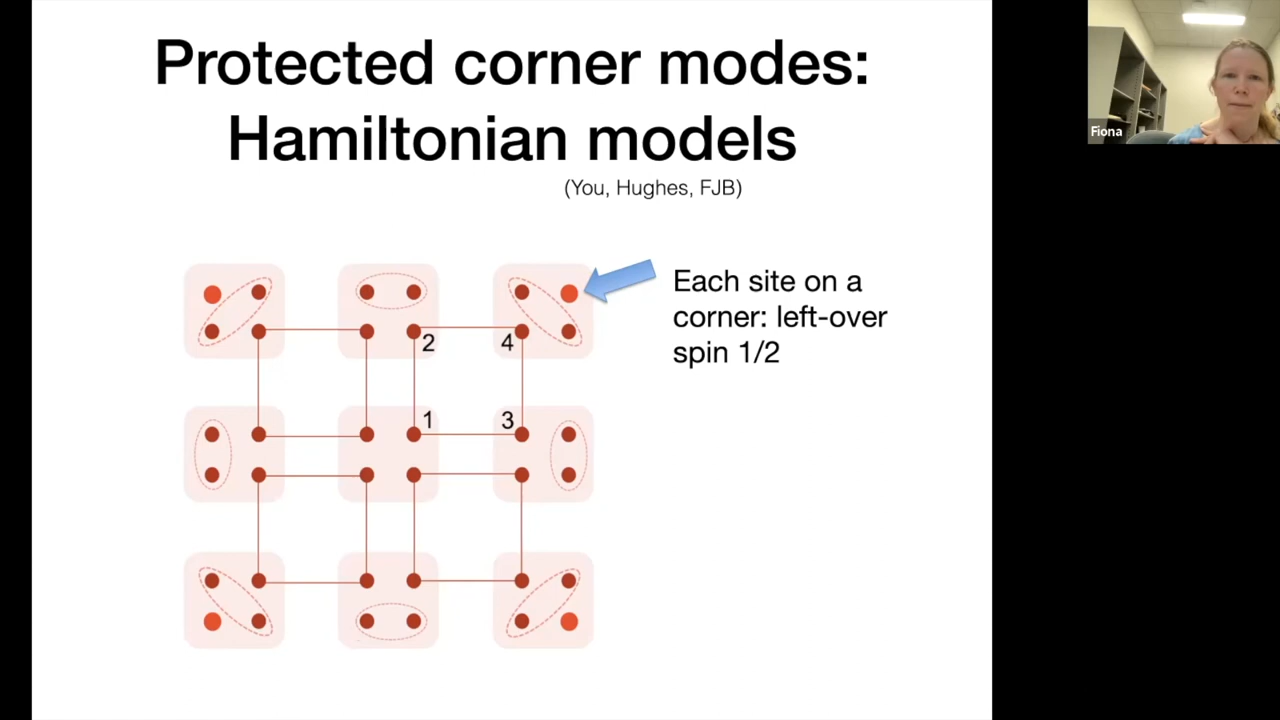 Protected corner modes:
Hamiltonian models
(You, Hughes, FJB)
Fiona
Each site on a
corner: left-over
spin 1/2
2
4
1
3